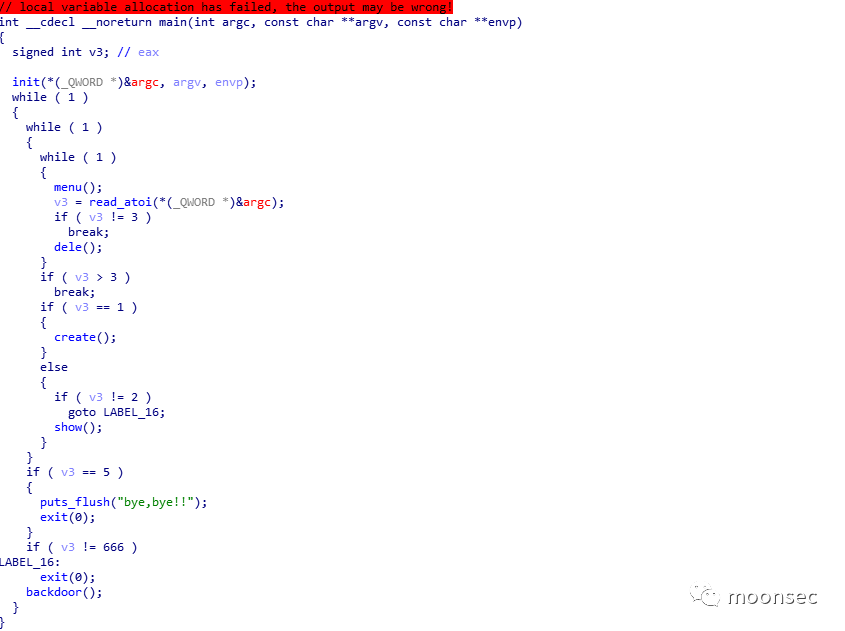 // local variable allocation has failed, the output may be wrong!
int __cdecl __noreturn main(int argc, const char **argv, const char **envp)
{
  signed int v3; // eax

  init(*(_QWORD *)&argc, argv, envp);
  while ( 1 )
  {
    while ( 1 )
    {
      while ( 1 )
      {
        menu();
        v3 = read_atoi(*(_QWORD *)&argc);
        if ( v3 != 3 )
          break;
        dele();
      }
      if ( v3 > 3 )
        break;
      if ( v3 == 1 )
      {
        create();
      }
      else
      {
        if ( v3 != 2 )
          goto LABEL_16;
        show();
      }
    }
    if ( v3 == 5 )
    {
      puts_flush("bye,bye!!");
      exit(0);
    }
    if ( v3 != 666 )
LABEL_16:
      exit(0);
    backdoor();
  }
}
moonsec